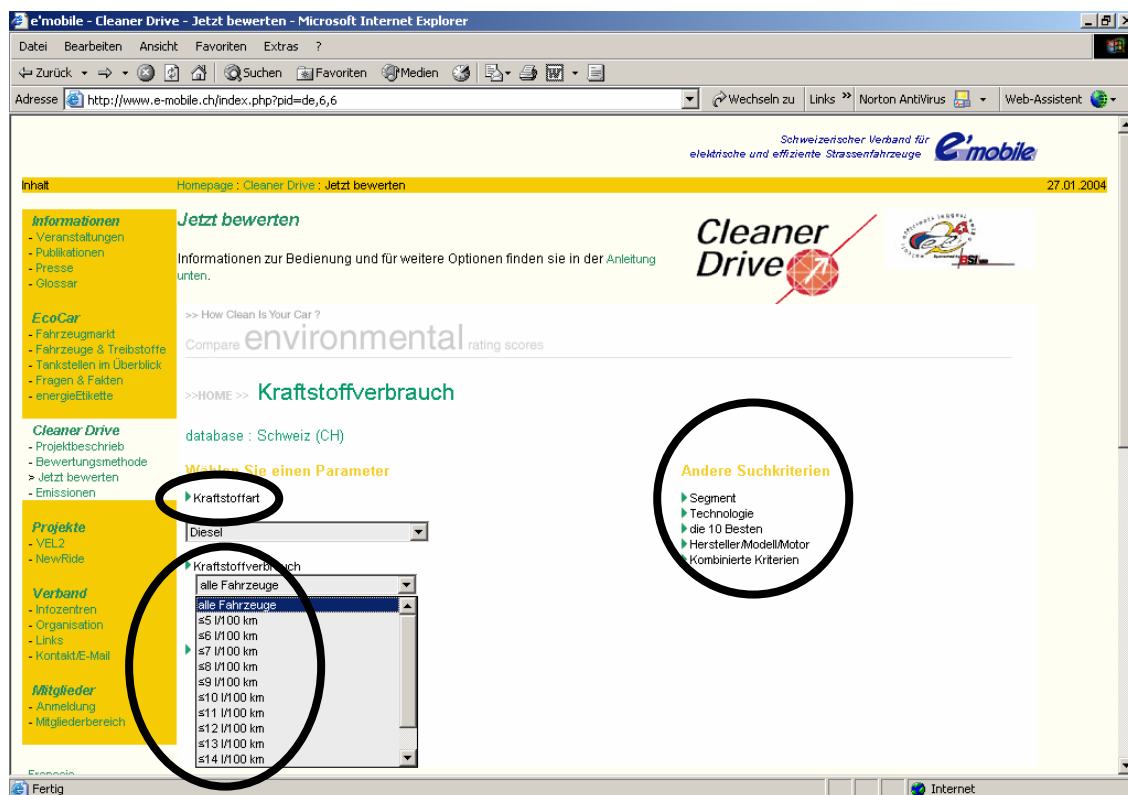 e'mobile - Cleaner Drive - Jetzt bewerten - Microsoft Internet Explorer
Datei Bearbeiten Ansicht Favoriten Extras ?
Zurück Suchen Favoriten Medien
Adresse http://www.e-mobile.ch/index.php?pid=de,6,6 Wechseln zu Links » Norton AntiVirus Web-Assistent
Schweizerischer Verband für
elektrische und effiziente Strassenfahrzeuge
e'mobile
Inhalt Homepage : Cleaner Drive : Jetzt bewerten 27.01.2004
Informationen
- Veranstaltungen
- Publikationen
- Presse
- Glossar
EcoCar
- Fahrzeugmarkt
- Fahrzeuge & Treibstoffe
- Tankstellen im Überblick
- Fragen & Fakten
- energieEtikette
Cleaner Drive
- Projektbeschrieb
- Bewertungsmethode
> Jetzt bewerten
- Emissionen
Projekte
- VEL2
- NewRide
Verband
- Infozentren
- Organisation
- Links
- Kontakt/E-Mail
Mitglieder
- Anmeldung
- Mitgliederbereich
Français
Jetzt bewerten
Informationen zur Bedienung und für weitere Optionen finden sie in der Anleitung
unten.
Cleaner
Drive
BSI
>> How Clean Is Your Car ?
Compare environmental rating scores
>>HOME >> Kraftstoffverbrauch
database : Schweiz (CH)
Wählen Sie einen Parameter
Kraftstoffart
Diesel
Kraftstoffverbrauch
alle Fahrzeuge
alle Fahrzeuge
≤5 l/100 km
≤6 l/100 km
≤7 l/100 km
≤8 l/100 km
≤9 l/100 km
≤10 l/100 km
≤11 l/100 km
≤12 l/100 km
≤13 l/100 km
≤14 l/100 km
Andere Suchkriterien
Segment
Technologie
die 10 Besten
Hersteller/Modell/Motor
Kombinierte Kriterien
Fertig Internet